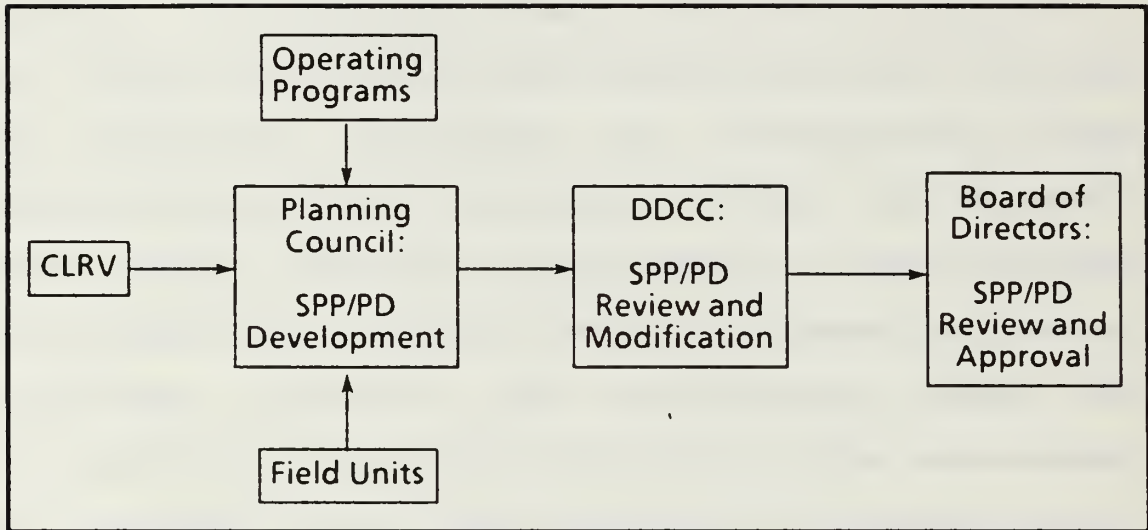 Operating
Programs
CLRV
Planning
Council:
SPP/PD
Development
DDCC:
SPP/PD
Review and
Modification
Board of
Directors:
SPP/PD
Review and
Approval
Field Units